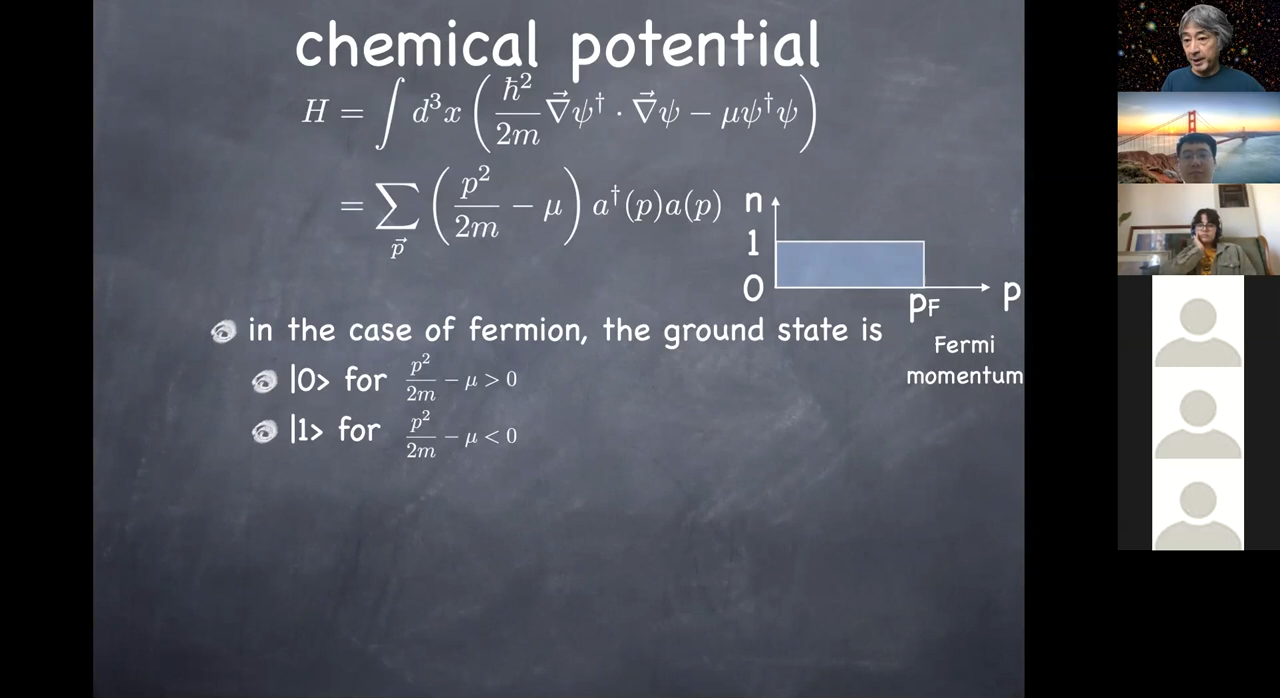 chemical potential
H = ∫ d³x ( ħ²/2m ∇⃗ψ† · ∇⃗ψ − μψ†ψ )
= ∑_p⃗ ( p²/2m − μ ) a†(p)a(p)
n
1
0
p
pF
Fermi
momentum
in the case of fermion, the ground state is
|0> for p²/2m − μ > 0
|1> for p²/2m − μ < 0